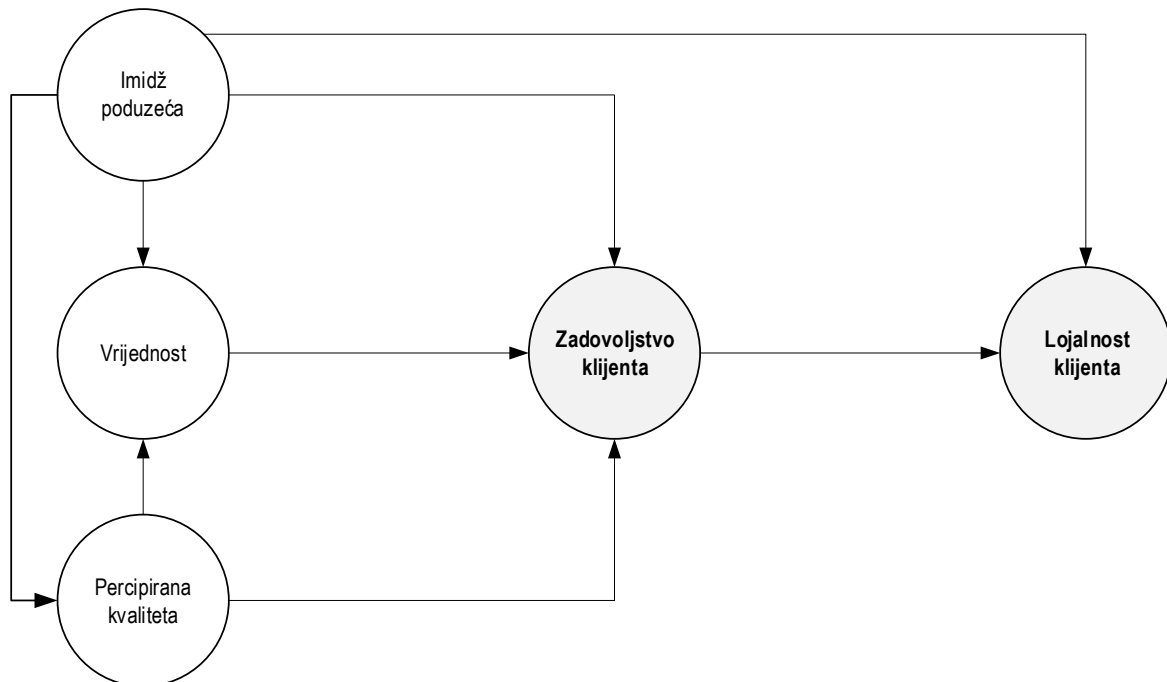 Imidž
poduzeća
Vrijednost
Zadovoljstvo
klijenta
Lojalnost
klijenta
Percipirana
kvaliteta